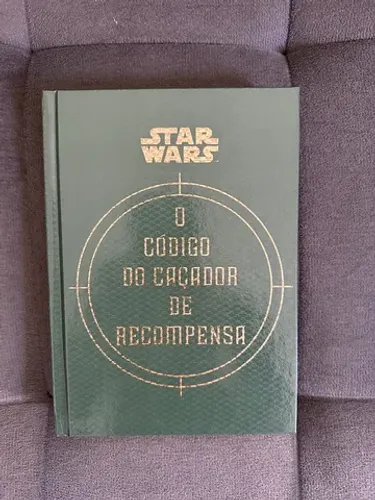 STAR
WARS
O
CÓDIGO
DO CAÇADOR
DE
RECOMPENSA